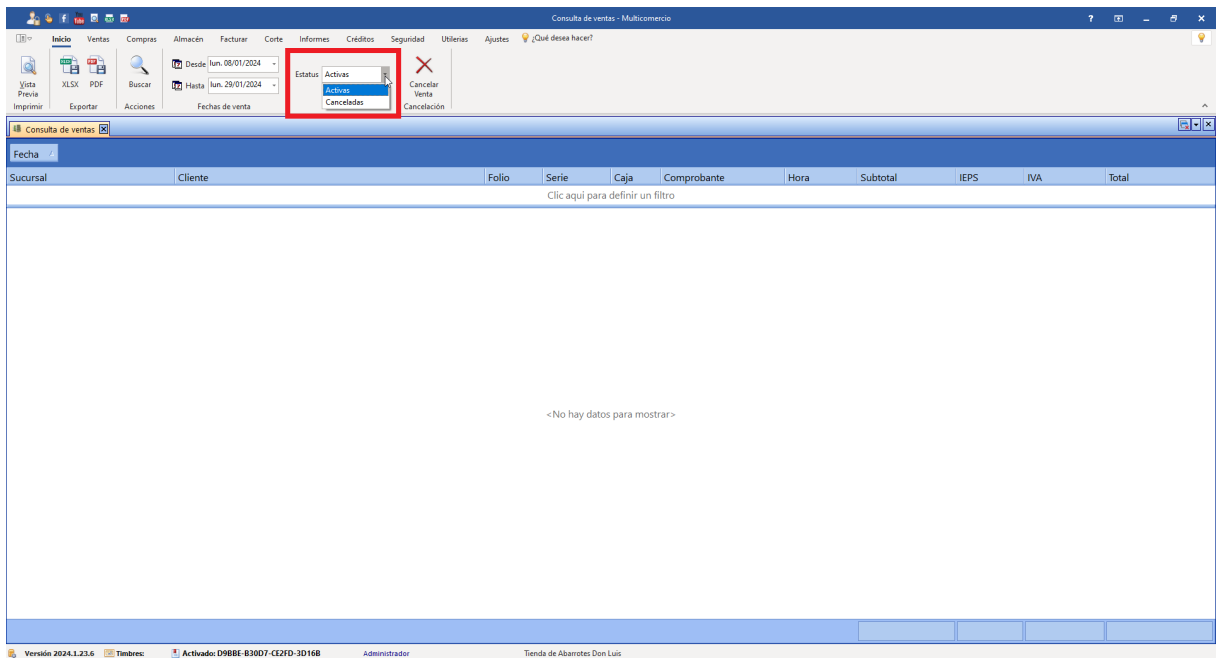 Consulta de ventas - Multicomercio
Inicio Ventas Compras Almacén Facturar Corte Informes Créditos Seguridad Utilerias Ajustes ¿Qué desea hacer?
Vista Previa
XLSX PDF
Buscar
Desde lun. 08/01/2024
Hasta lun. 29/01/2024
Estatus Activas
Activas
Canceladas
Cancelar Venta
Imprimir Exportar Acciones Fechas de venta Cancelación
Consulta de ventas
Fecha
Sucursal Cliente Folio Serie Caja Comprobante Hora Subtotal IEPS IVA Total
Clic aqui para definir un filtro
<No hay datos para mostrar>
Versión 2024.1.23.6 Timbres: Activado: D9BBE-B30D7-CE2FD-3D16B Administrador Tienda de Abarrotes Don Luis